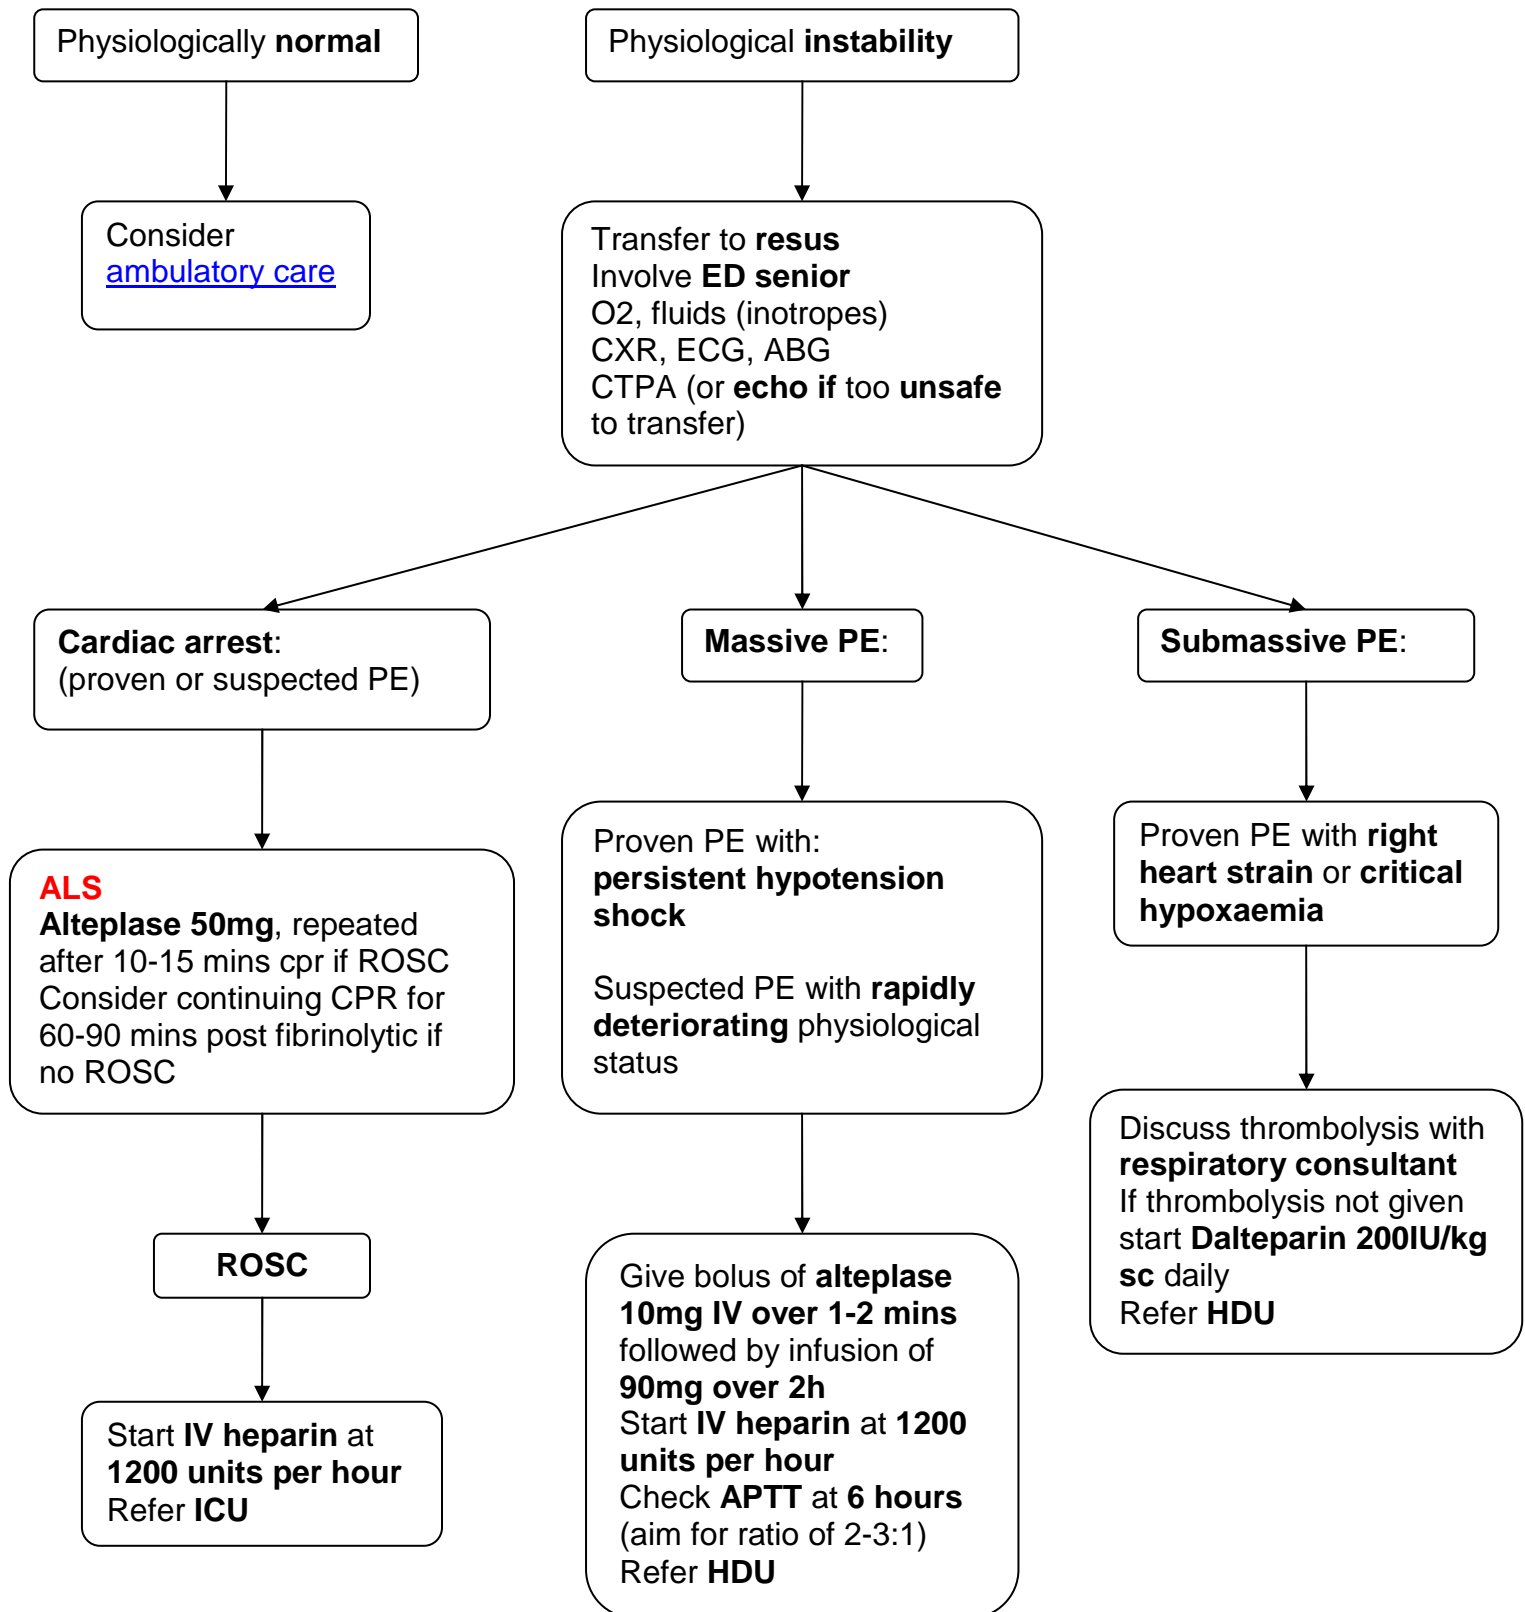 Physiologically normal
Physiological instability
Consider
ambulatory care
Transfer to resus
Involve ED senior
O2, fluids (inotropes)
CXR, ECG, ABG
CTPA (or echo if too unsafe
to transfer)
Cardiac arrest:
(proven or suspected PE)
Massive PE:
Submassive PE:
ALS
Alteplase 50mg, repeated
after 10-15 mins cpr if ROSC
Consider continuing CPR for
60-90 mins post fibrinolytic if
no ROSC
Proven PE with:
persistent hypotension
shock
Suspected PE with rapidly
deteriorating physiological
status
Proven PE with right
heart strain or critical
hypoxaemia
Discuss thrombolysis with
respiratory consultant
If thrombolysis not given
start Dalteparin 200IU/kg
sc daily
Refer HDU
ROSC
Give bolus of alteplase
10mg IV over 1-2 mins
followed by infusion of
90mg over 2h
Start IV heparin at 1200
units per hour
Check APTT at 6 hours
(aim for ratio of 2-3:1)
Refer HDU
Start IV heparin at
1200 units per hour
Refer ICU